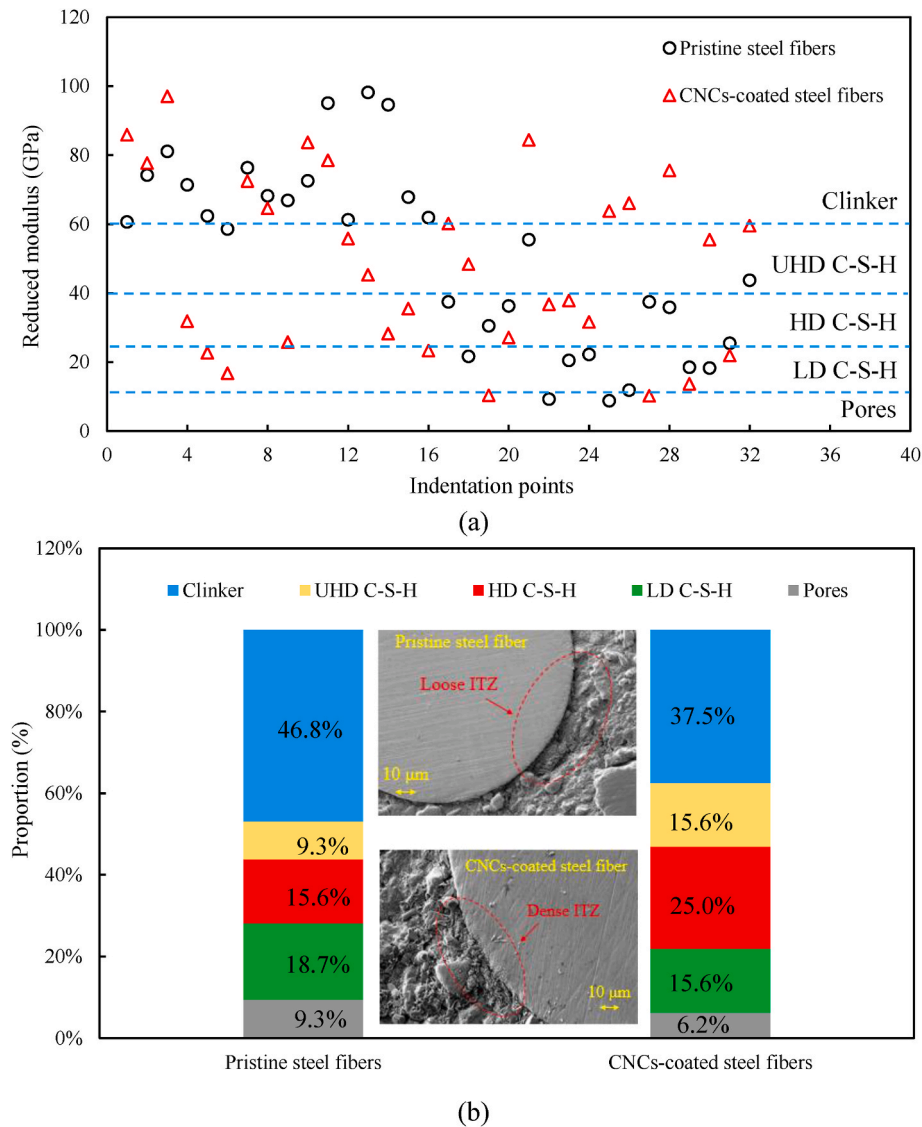 120
100
80
60
40
20
0
Reduced modulus (GPa)
Pristine steel fibers
CNCs-coated steel fibers
Clinker
UHD C-S-H
HD C-S-H
LD C-S-H
Pores
0 4 8 12 16 20 24 28 32 36 40
Indentation points
(a)
120%
100%
80%
60%
40%
20%
0%
Proportion (%)
Clinker UHD C-S-H HD C-S-H LD C-S-H Pores
46.8%
9.3%
15.6%
18.7%
9.3%
Pristine steel fiber
Loose ITZ
10 μm
CNCs-coated steel fiber
Dense ITZ
10 μm
37.5%
15.6%
25.0%
15.6%
6.2%
Pristine steel fibers CNCs-coated steel fibers
(b)